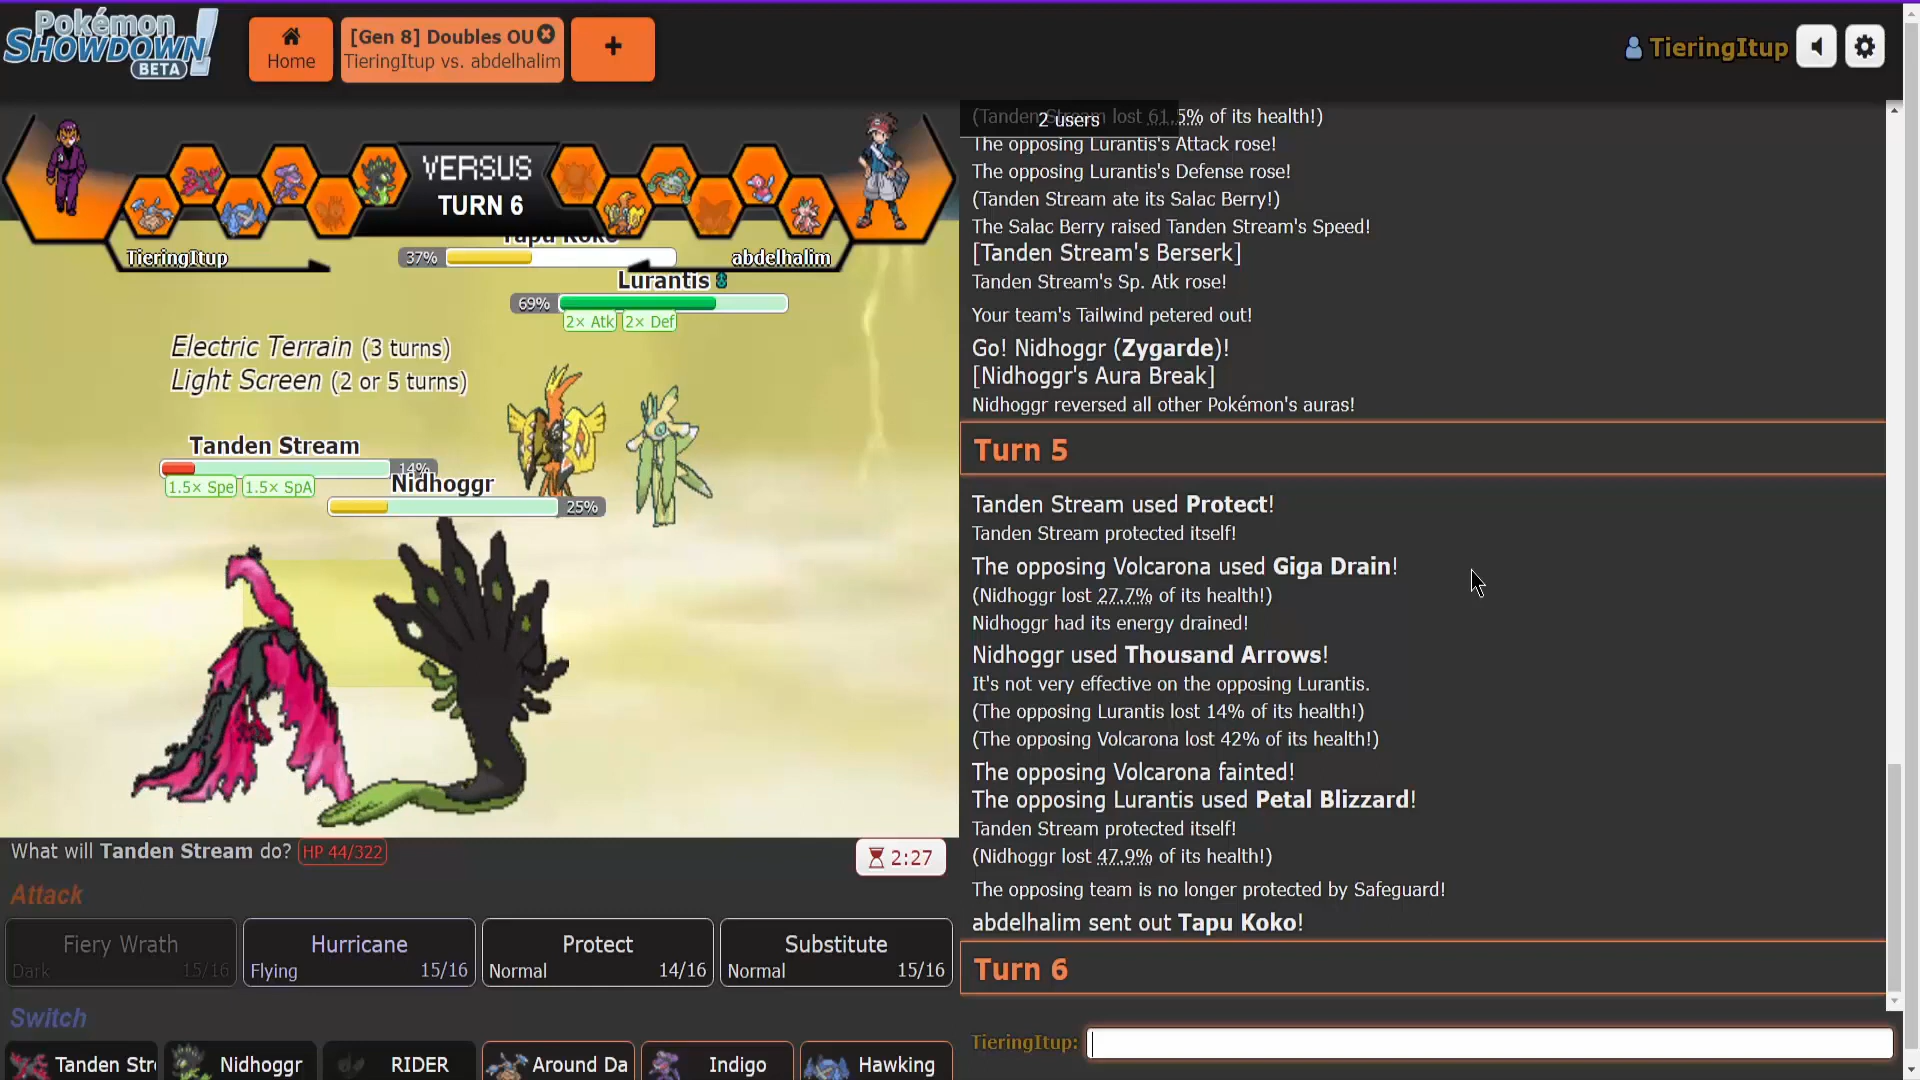 Pokémon
SHOWDOWN!
BETA
Home
[Gen 8] Doubles OU
TieringItup vs. abdelhalim
+
TieringItup
VERSUS
TURN 6
TieringItup
abdelhalim
Tapu Koko
37%
Lurantis
69%
2× Atk 2× Def
Electric Terrain (3 turns)
Light Screen (2 or 5 turns)
Tanden Stream
14%
1.5× Spe 1.5× SpA
Nidhoggr
25%
What will Tanden Stream do? HP 44/322
2:27
Attack
Fiery Wrath
Dark 15/16
Hurricane
Flying 15/16
Protect
Normal 14/16
Substitute
Normal 15/16
Switch
Tanden Str
Nidhoggr
RIDER
Around Da
Indigo
Hawking
2 users
(Tanden Stream lost 61.5% of its health!)
The opposing Lurantis's Attack rose!
The opposing Lurantis's Defense rose!
(Tanden Stream ate its Salac Berry!)
The Salac Berry raised Tanden Stream's Speed!
[Tanden Stream's Berserk]
Tanden Stream's Sp. Atk rose!
Your team's Tailwind petered out!
Go! Nidhoggr (Zygarde)!
[Nidhoggr's Aura Break]
Nidhoggr reversed all other Pokémon's auras!
Turn 5
Tanden Stream used Protect!
Tanden Stream protected itself!
The opposing Volcarona used Giga Drain!
(Nidhoggr lost 27.7% of its health!)
Nidhoggr had its energy drained!
Nidhoggr used Thousand Arrows!
It's not very effective on the opposing Lurantis.
(The opposing Lurantis lost 14% of its health!)
(The opposing Volcarona lost 42% of its health!)
The opposing Volcarona fainted!
The opposing Lurantis used Petal Blizzard!
Tanden Stream protected itself!
(Nidhoggr lost 47.9% of its health!)
The opposing team is no longer protected by Safeguard!
abdelhalim sent out Tapu Koko!
Turn 6
TieringItup: